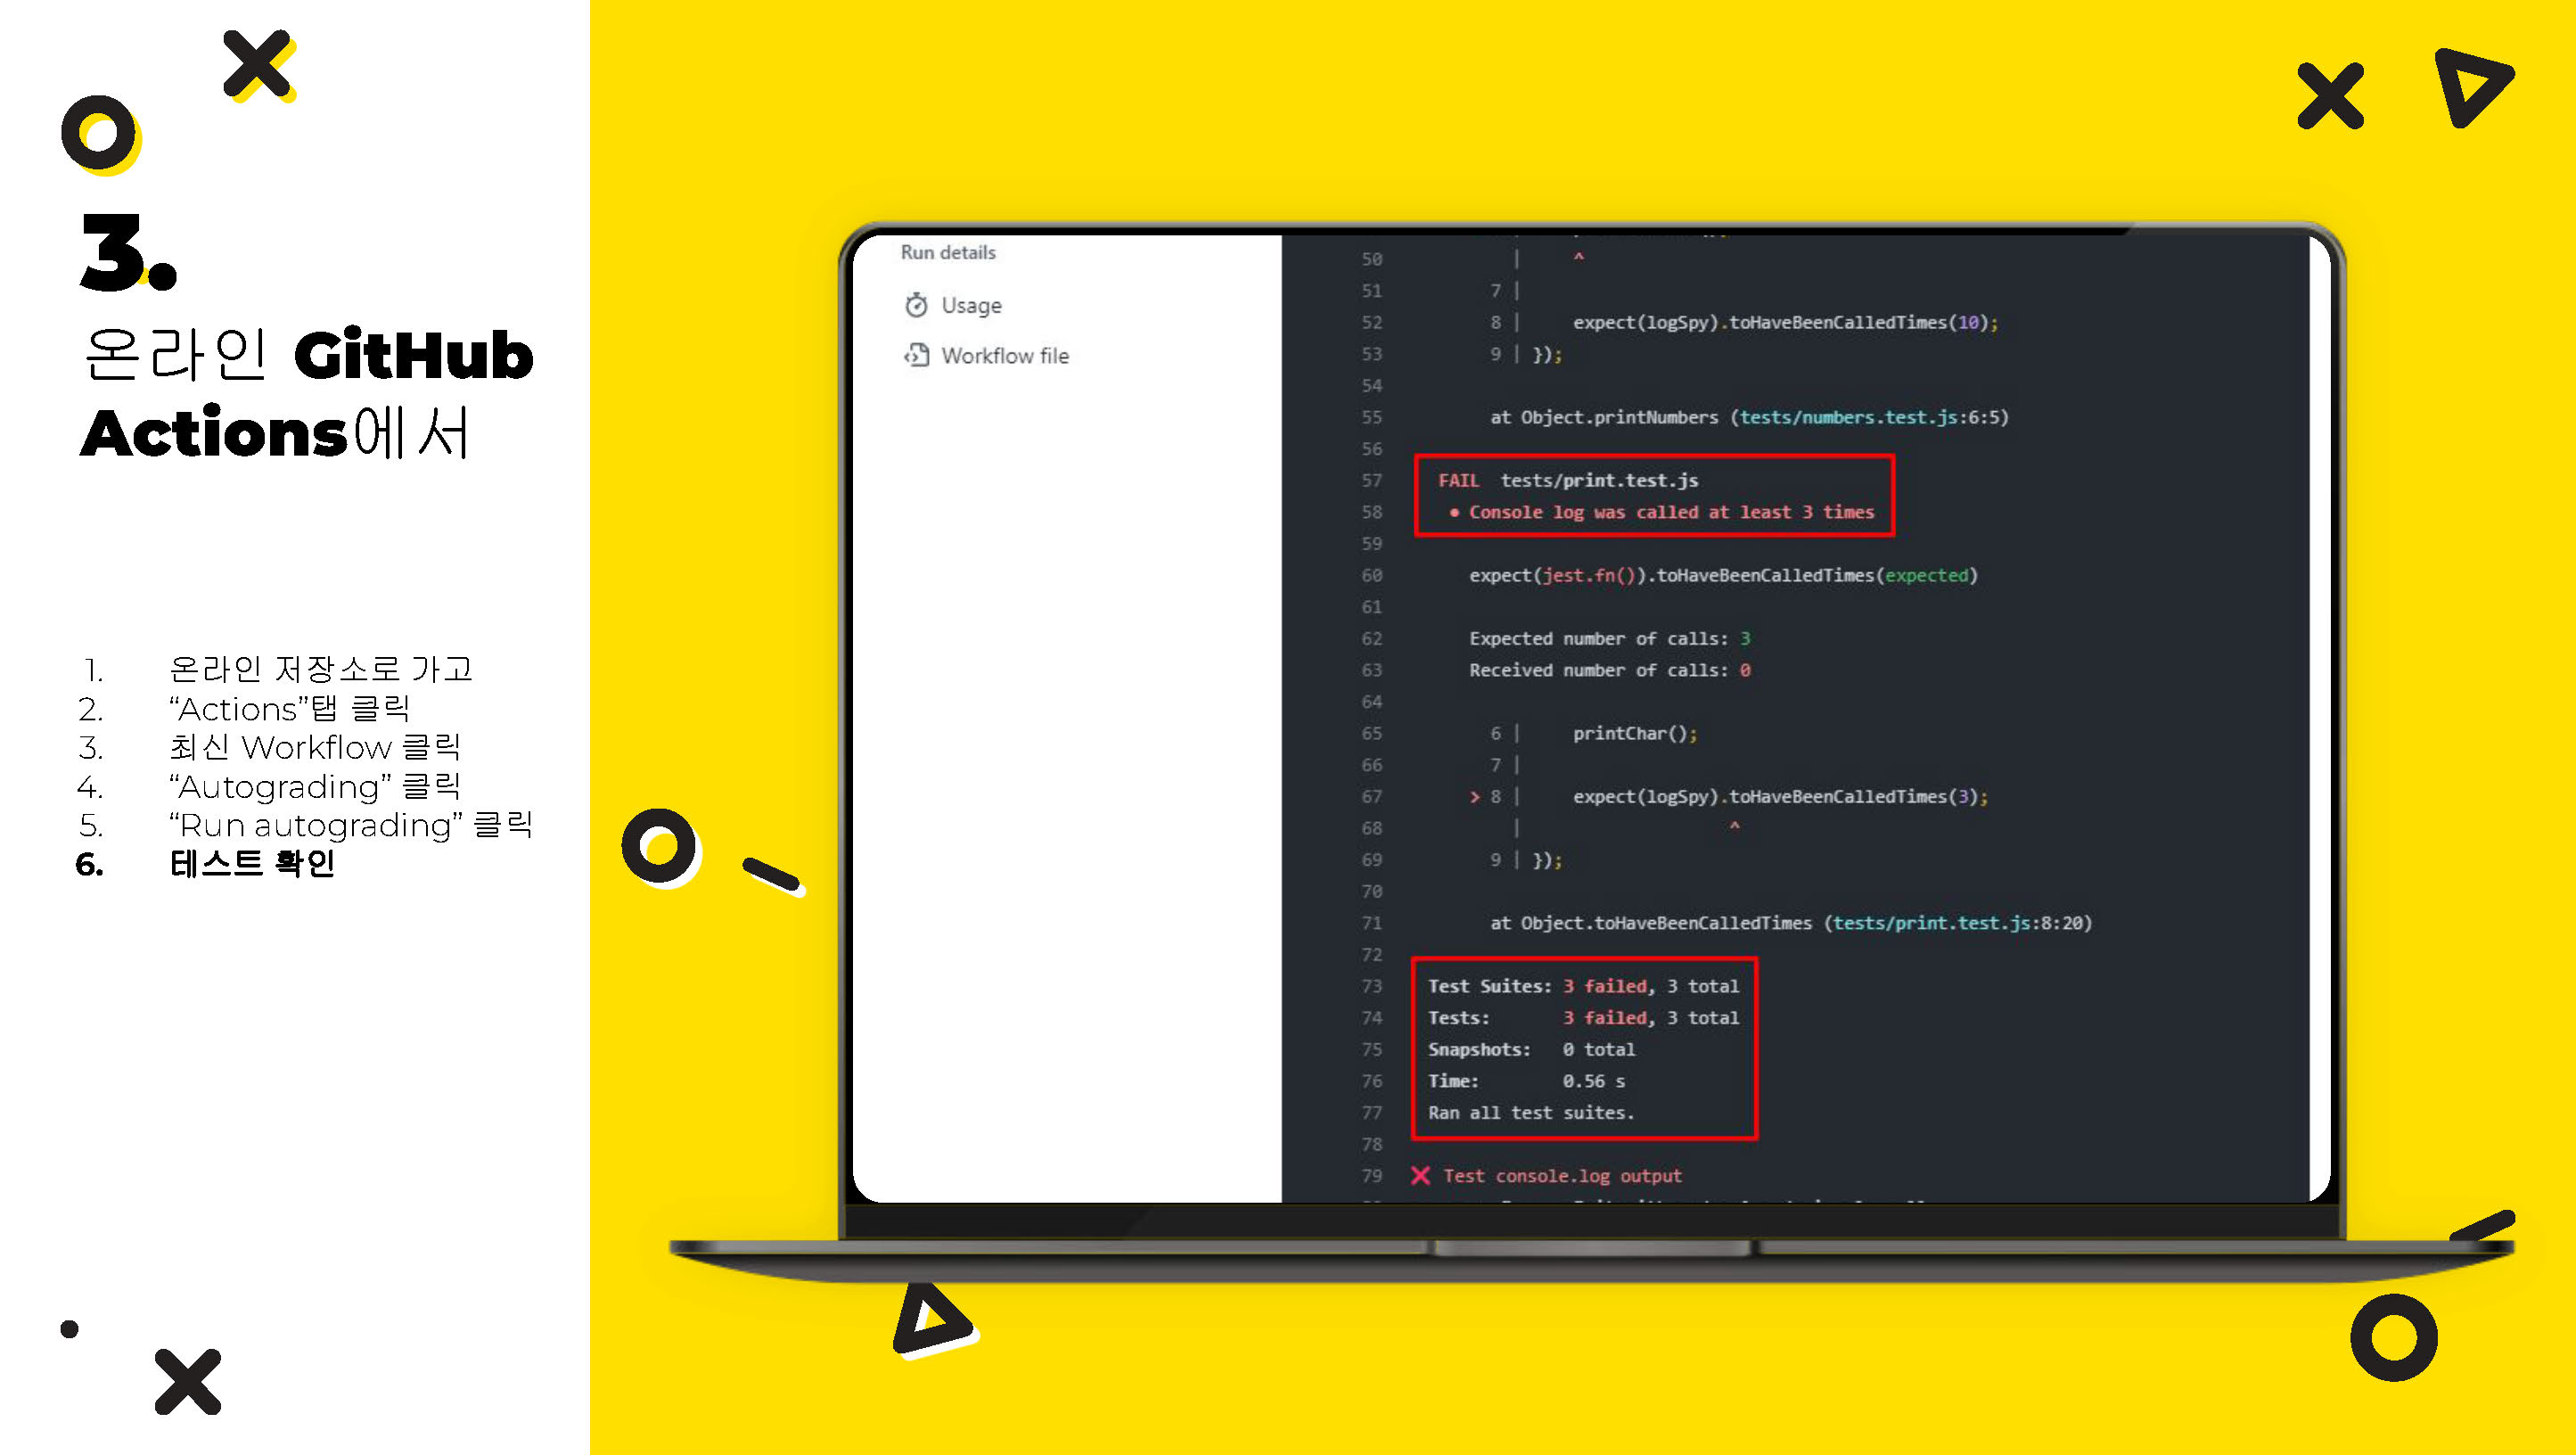 3.
온라인 GitHub
Actions에서
1. 온라인 저장소로 가고
2. “Actions”탭 클릭
3. 최신 Workflow 클릭
4. “Autograding” 클릭
5. “Run autograding” 클릭
6. 테스트 확인
Run details
Usage
Workflow file
50 | ^
51 7 |
52 8 | expect(logSpy).toHaveBeenCalledTimes(10);
53 9 | });
54
55 at Object.printNumbers (tests/numbers.test.js:6:5)
56
57 FAIL tests/print.test.js
58 ● Console log was called at least 3 times
59
60 expect(jest.fn()).toHaveBeenCalledTimes(expected)
61
62 Expected number of calls: 3
63 Received number of calls: 0
64
65 6 | printChar();
66 7 |
67 > 8 | expect(logSpy).toHaveBeenCalledTimes(3);
68 | ^
69 9 | });
70
71 at Object.toHaveBeenCalledTimes (tests/print.test.js:8:20)
72
73 Test Suites: 3 failed, 3 total
74 Tests: 3 failed, 3 total
75 Snapshots: 0 total
76 Time: 0.56 s
77 Ran all test suites.
78
79 ❌ Test console.log output